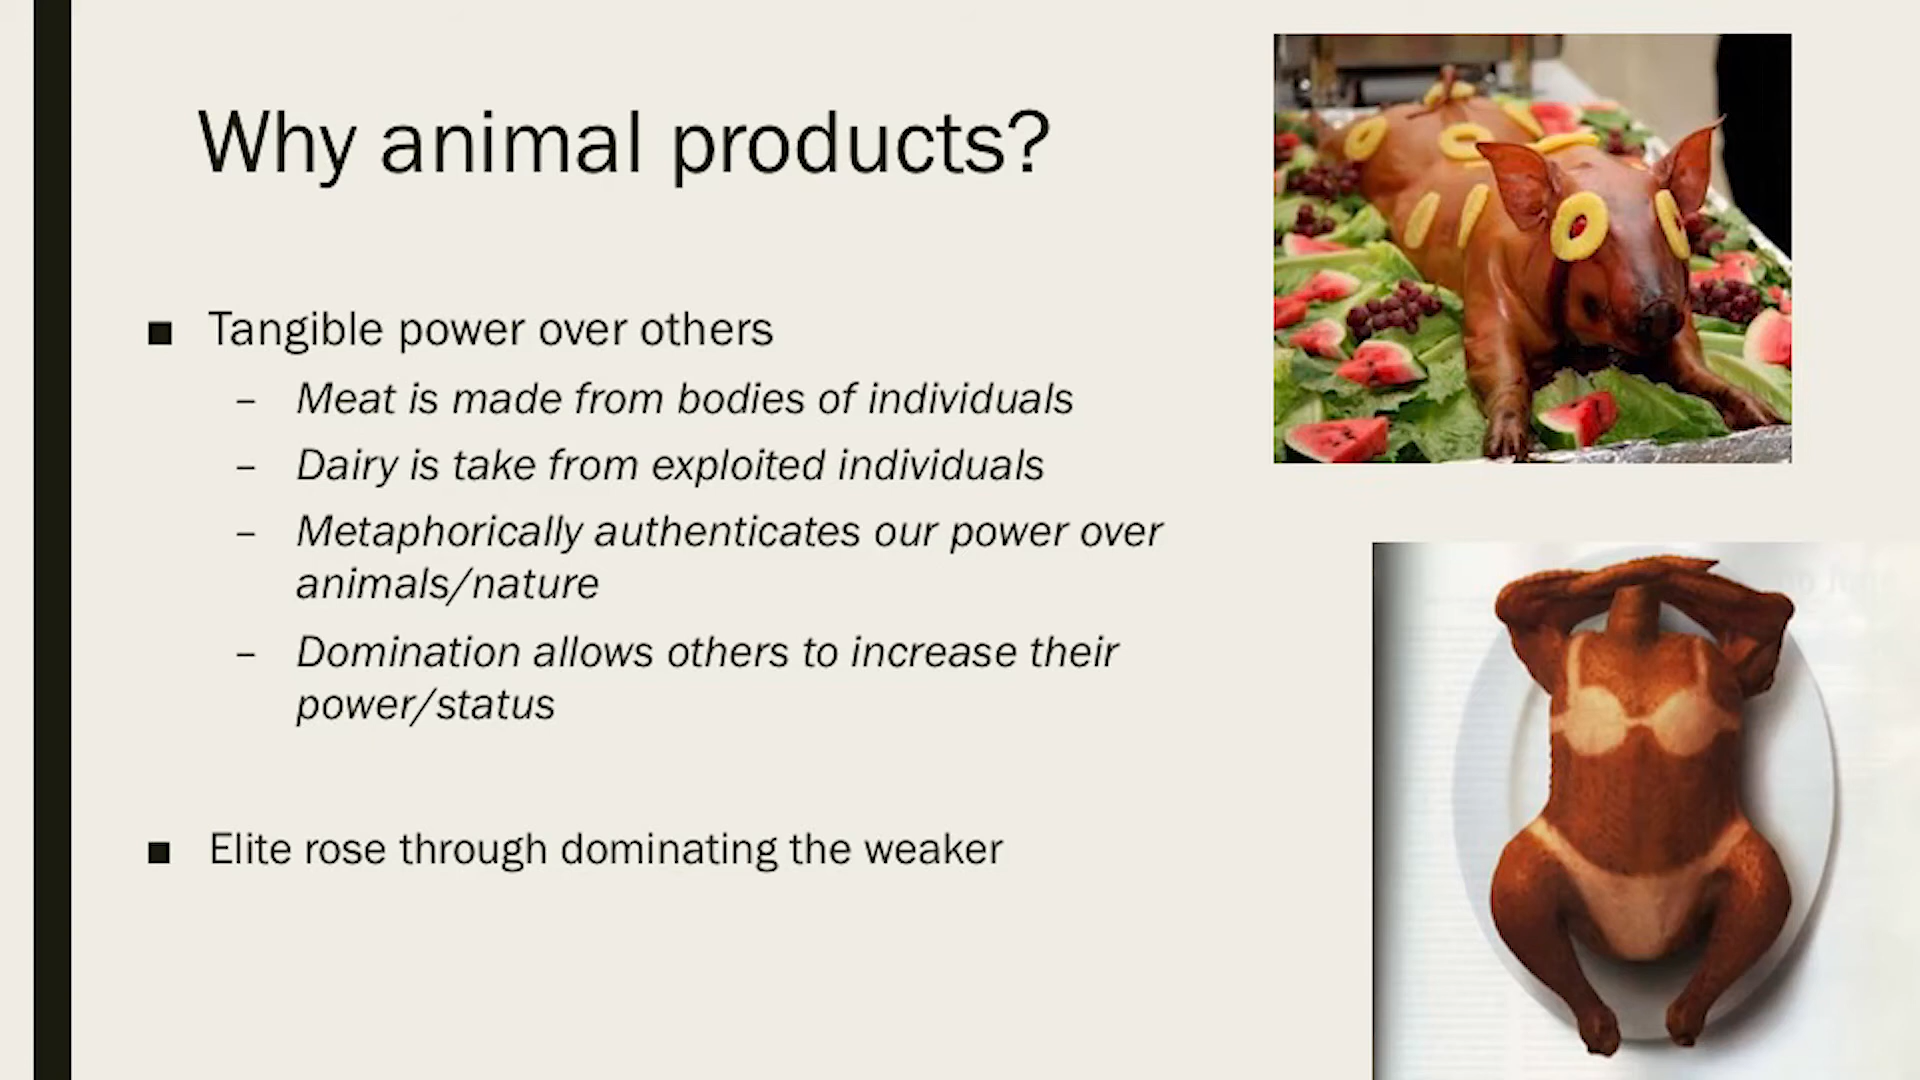 Why animal products?
■ Tangible power over others
– Meat is made from bodies of individuals
– Dairy is take from exploited individuals
– Metaphorically authenticates our power over
animals/nature
– Domination allows others to increase their
power/status
■ Elite rose through dominating the weaker